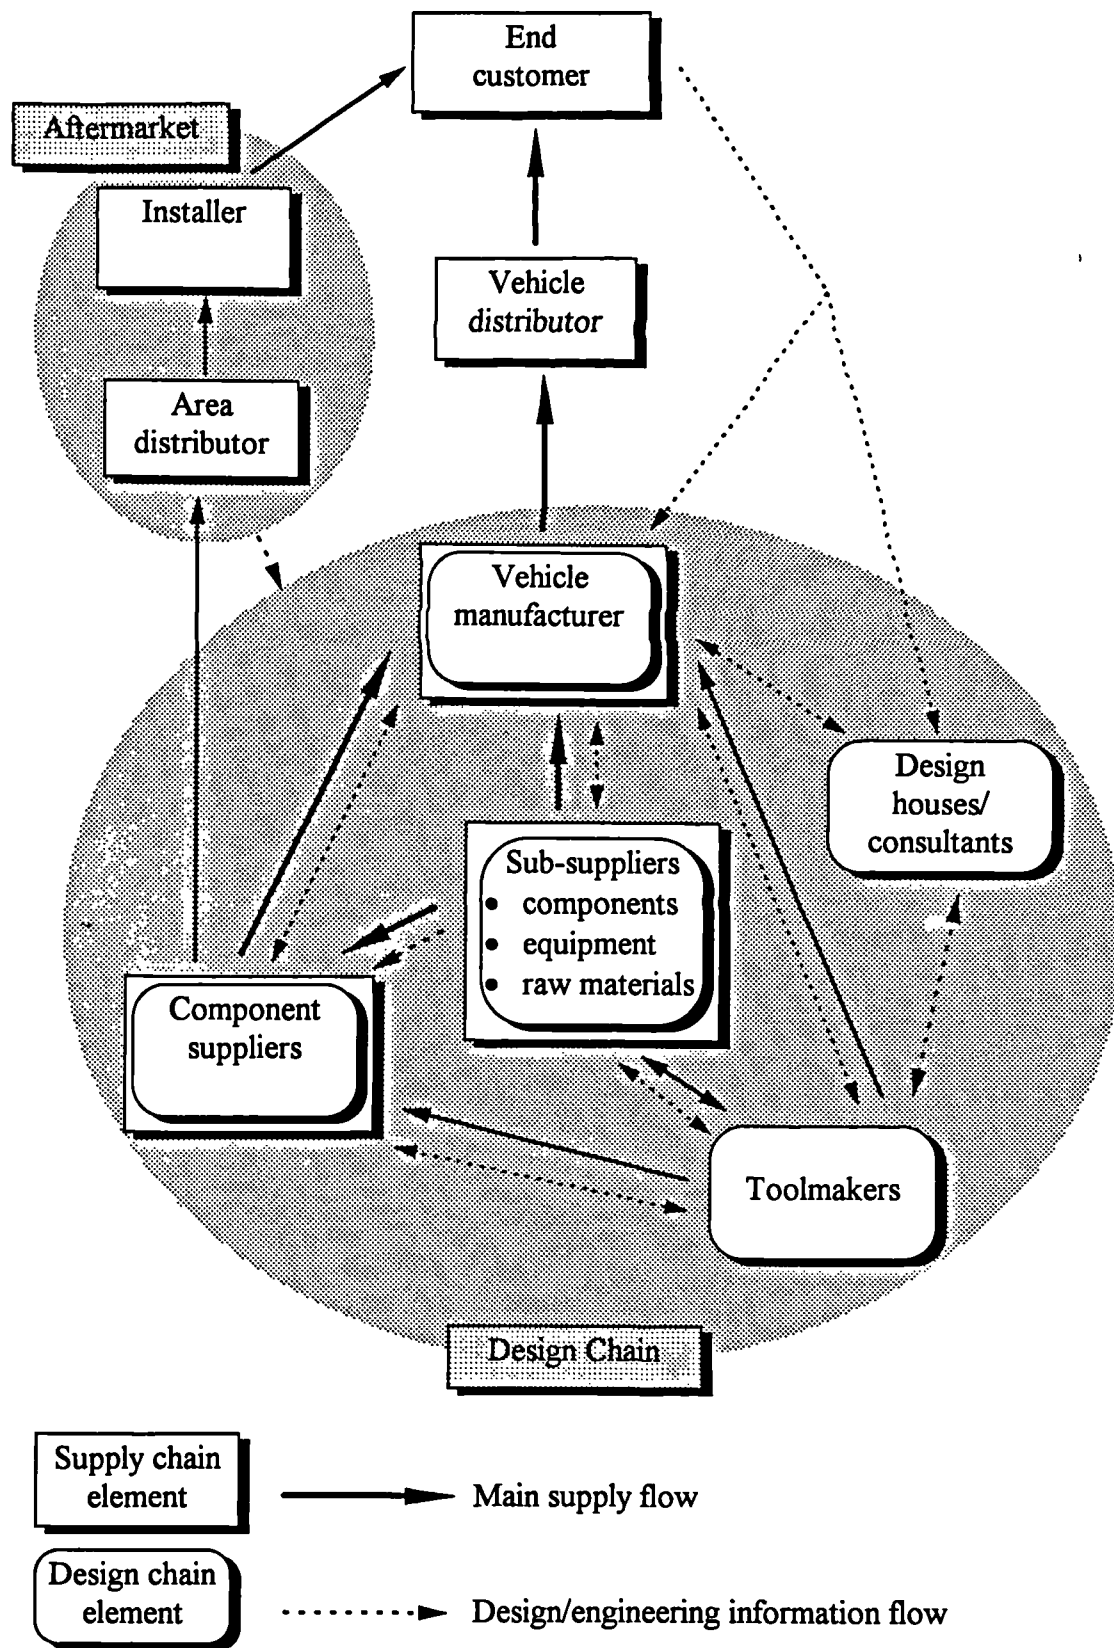 End
customer
Aftermarket
Installer
Vehicle
distributor
Area
distributor
Vehicle
manufacturer
Design
houses/
consultants
Sub-suppliers
• components
• equipment
• raw materials
Component
suppliers
Toolmakers
Design Chain
Supply chain
element
Main supply flow
Design chain
element
Design/engineering information flow